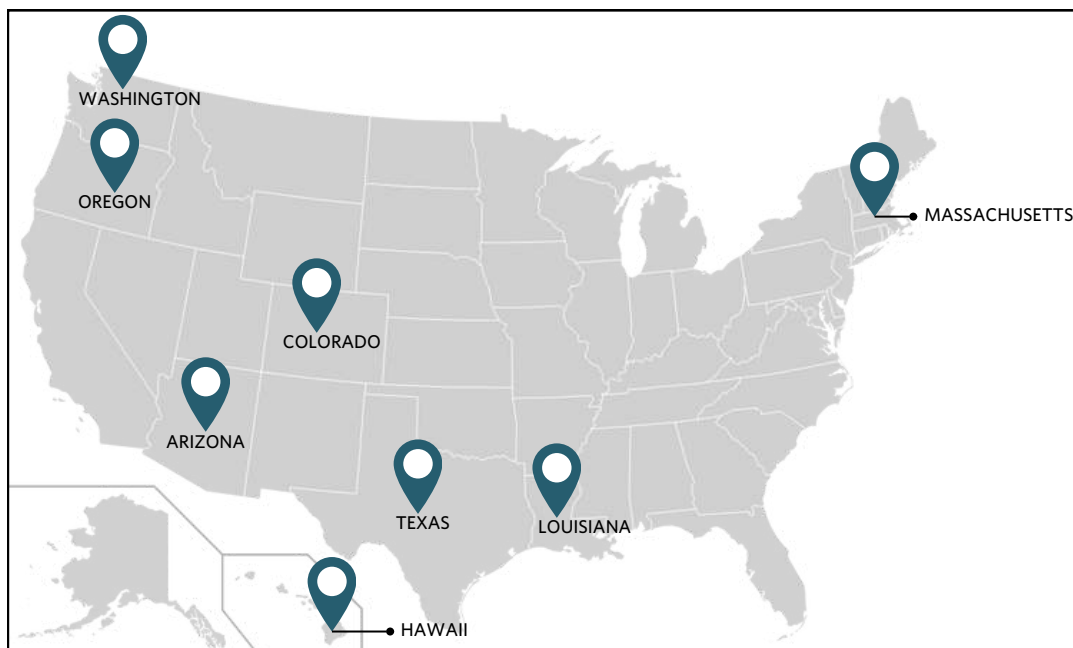 WASHINGTON
OREGON
MASSACHUSETTS
COLORADO
ARIZONA
TEXAS
LOUISIANA
HAWAII